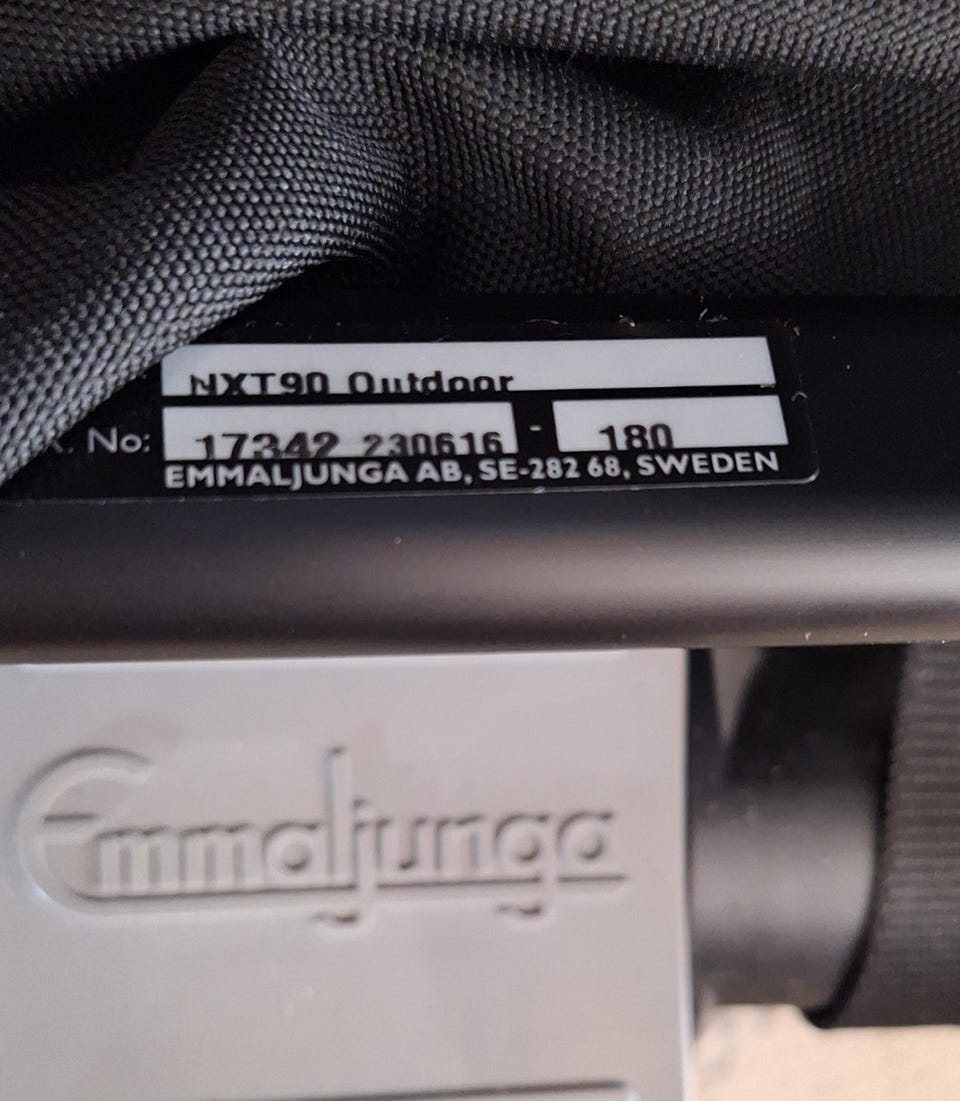 NXT90 Outdoor
No: 17342 230616 - 180
EMMALJUNGA AB, SE-282 68, SWEDEN
Emmaljunga